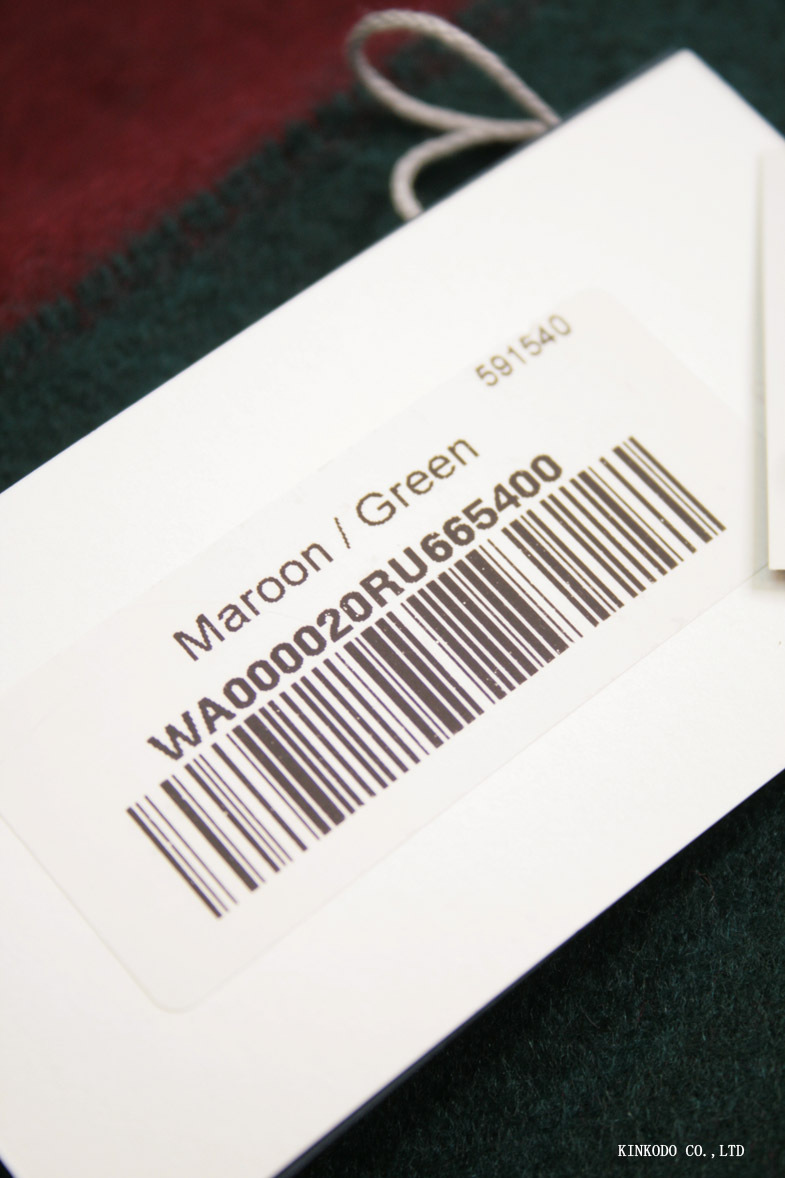 591540
Maroon / Green
WA000020RU665400
KINKODO CO.,LTD